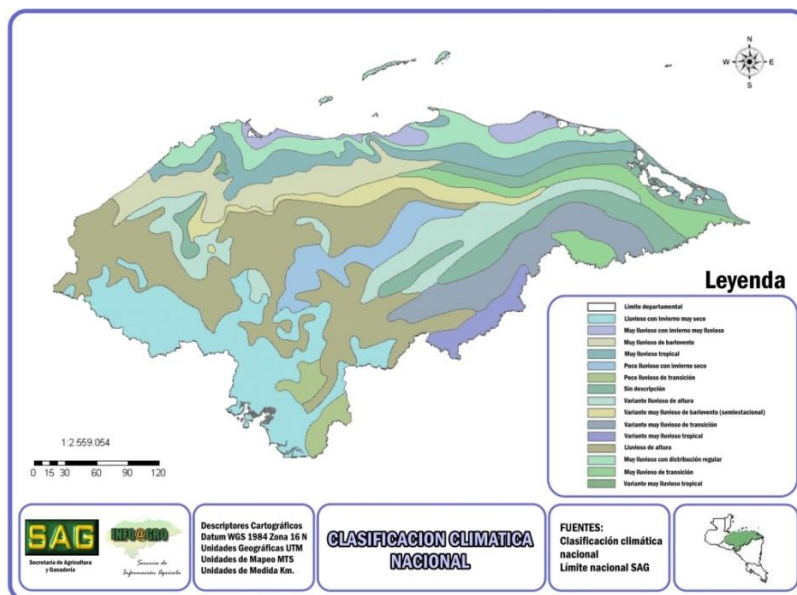 N
W E
S
Leyenda
Límite departamental
Lluvioso con invierno muy seco
Muy lluvioso con invierno muy lluvioso
Muy lluvioso de barlovento
Muy lluvioso tropical
Poco lluvioso con invierno seco
Poco lluvioso de transición
Sin descripción
Variante lluvioso de altura
Variante muy lluvioso de barlovento (semiestacional)
Variante muy lluvioso de transición
Variante muy lluvioso tropical
Lluvioso de altura
Muy lluvioso con distribución regular
Muy lluvioso de transición
Variante muy lluvioso tropical
1:2.559.054
0 15 30 60 90 120
SAG
Secretaría de Agricultura
y Ganadería
INFO@GRO
Servicio de
Información Agrícola
Descriptores Cartográficos
Datum WGS 1984 Zona 16 N
Unidades Geográficas UTM
Unidades de Mapeo MTS
Unidades de Medida Km.
CLASIFICACION CLIMATICA
NACIONAL
FUENTES:
Clasificación climática
nacional
Límite nacional SAG